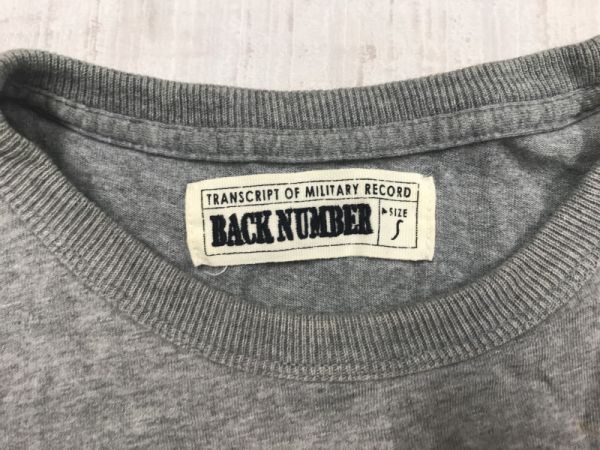 TRANSCRIPT OF MILITARY RECORD
BACK NUMBER
▶SIZE
S